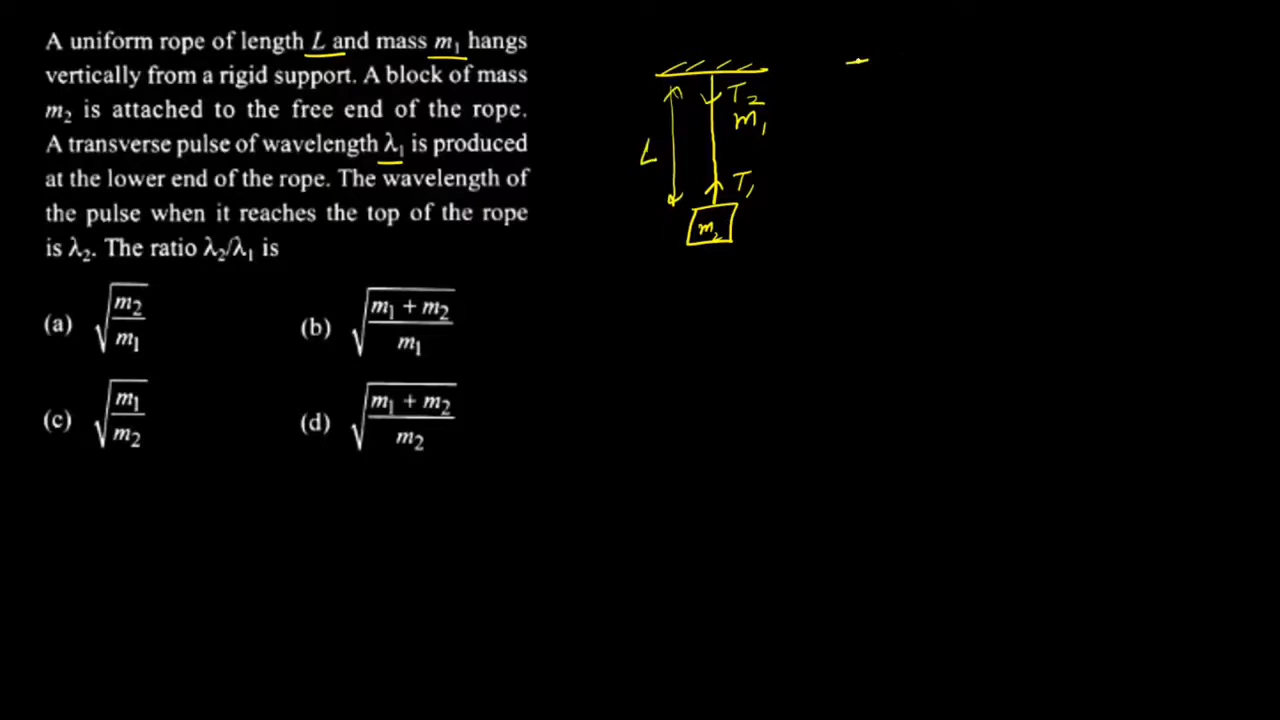 A uniform rope of length L and mass m₁ hangs
vertically from a rigid support. A block of mass
m₂ is attached to the free end of the rope.
A transverse pulse of wavelength λ₁ is produced
at the lower end of the rope. The wavelength of
the pulse when it reaches the top of the rope
is λ₂. The ratio λ₂/λ₁ is
(a) √(m₂/m₁) (b) √((m₁ + m₂)/m₁)
(c) √(m₁/m₂) (d) √((m₁ + m₂)/m₂)
T₂
m₁
L
T₁
m₂